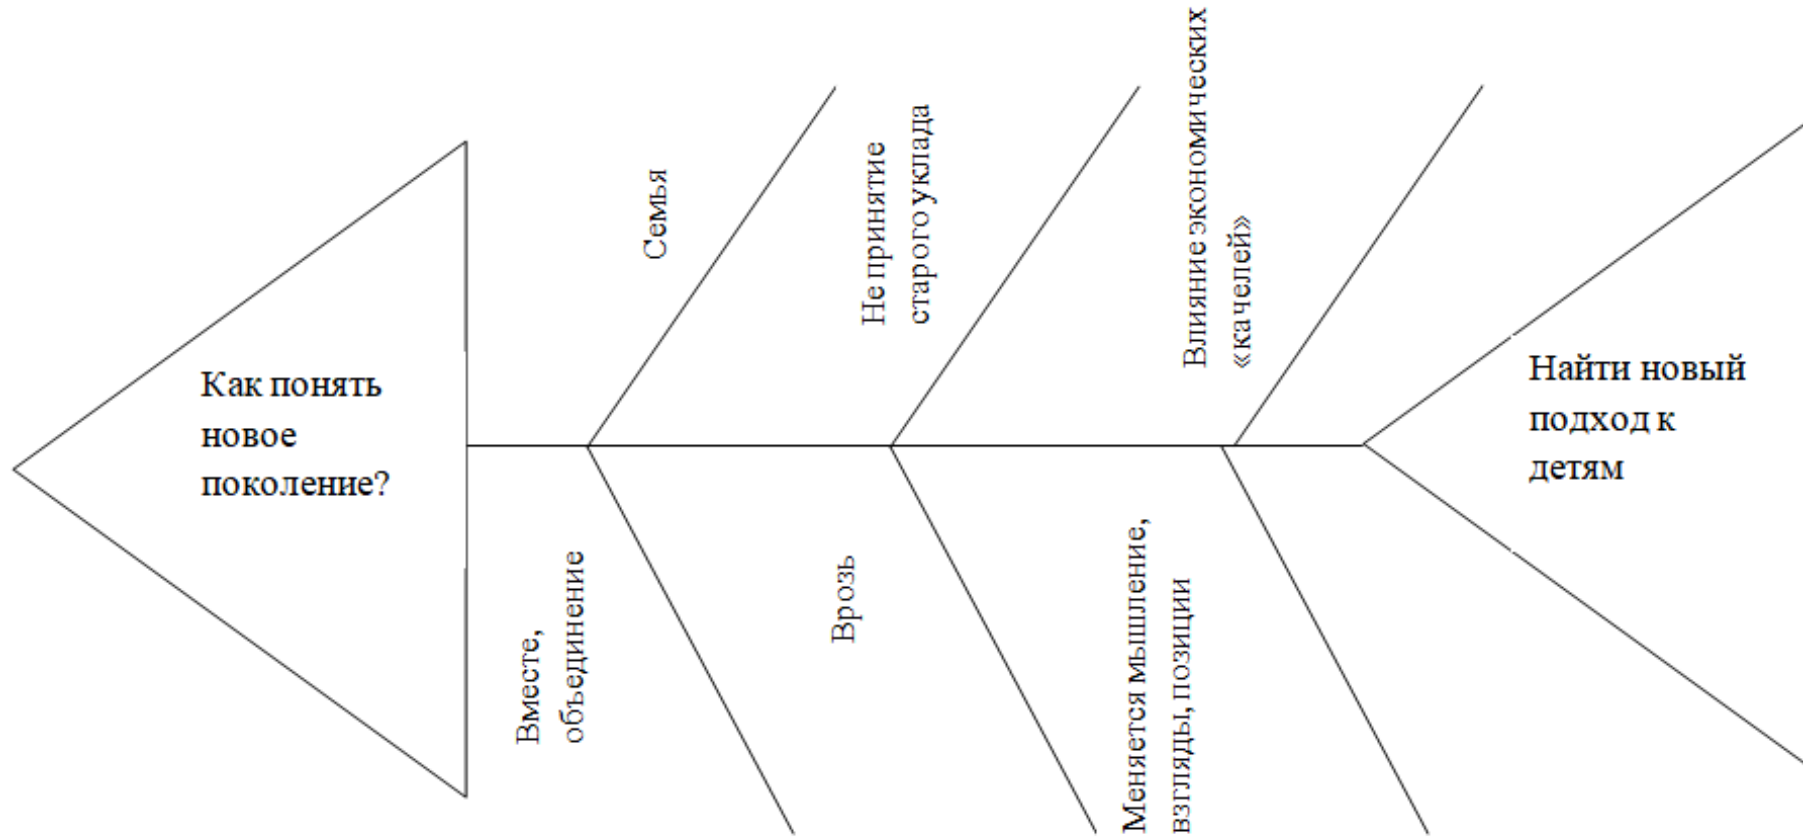 Как понять
новое
поколение?
Семья
Не принятие
старого уклада
Влияние экономических
«качелей»
Вместе,
объединение
Врозь
Меняется мышление,
взгляды, позиции
Найти новый
подход к
детям